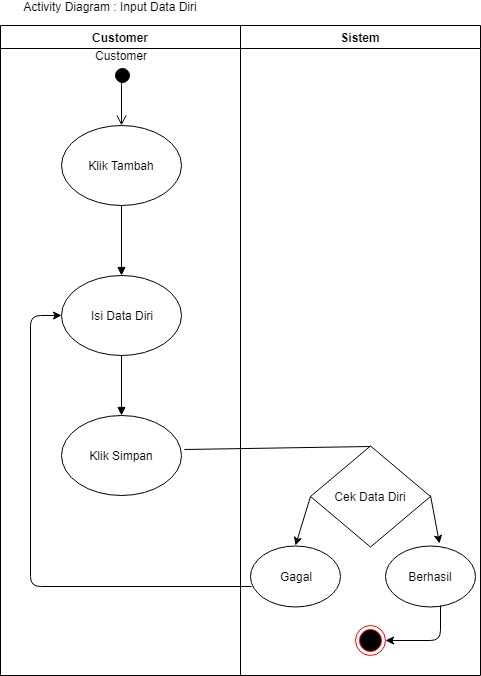 Activity Diagram : Input Data Diri
Customer
Sistem
Customer
Klik Tambah
Isi Data Diri
Klik Simpan
Cek Data Diri
Gagal
Berhasil